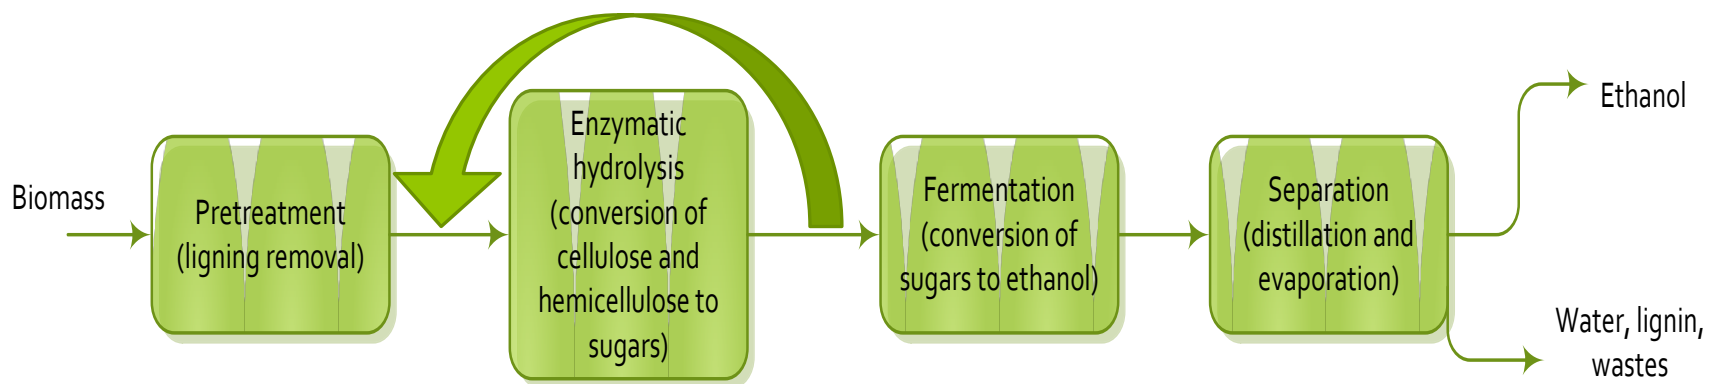 Biomass
Pretreatment
(ligning removal)
Enzymatic
hydrolysis
(conversion of
cellulose and
hemicellulose to
sugars)
Fermentation
(conversion of
sugars to ethanol)
Separation
(distillation and
evaporation)
Ethanol
Water, lignin,
wastes